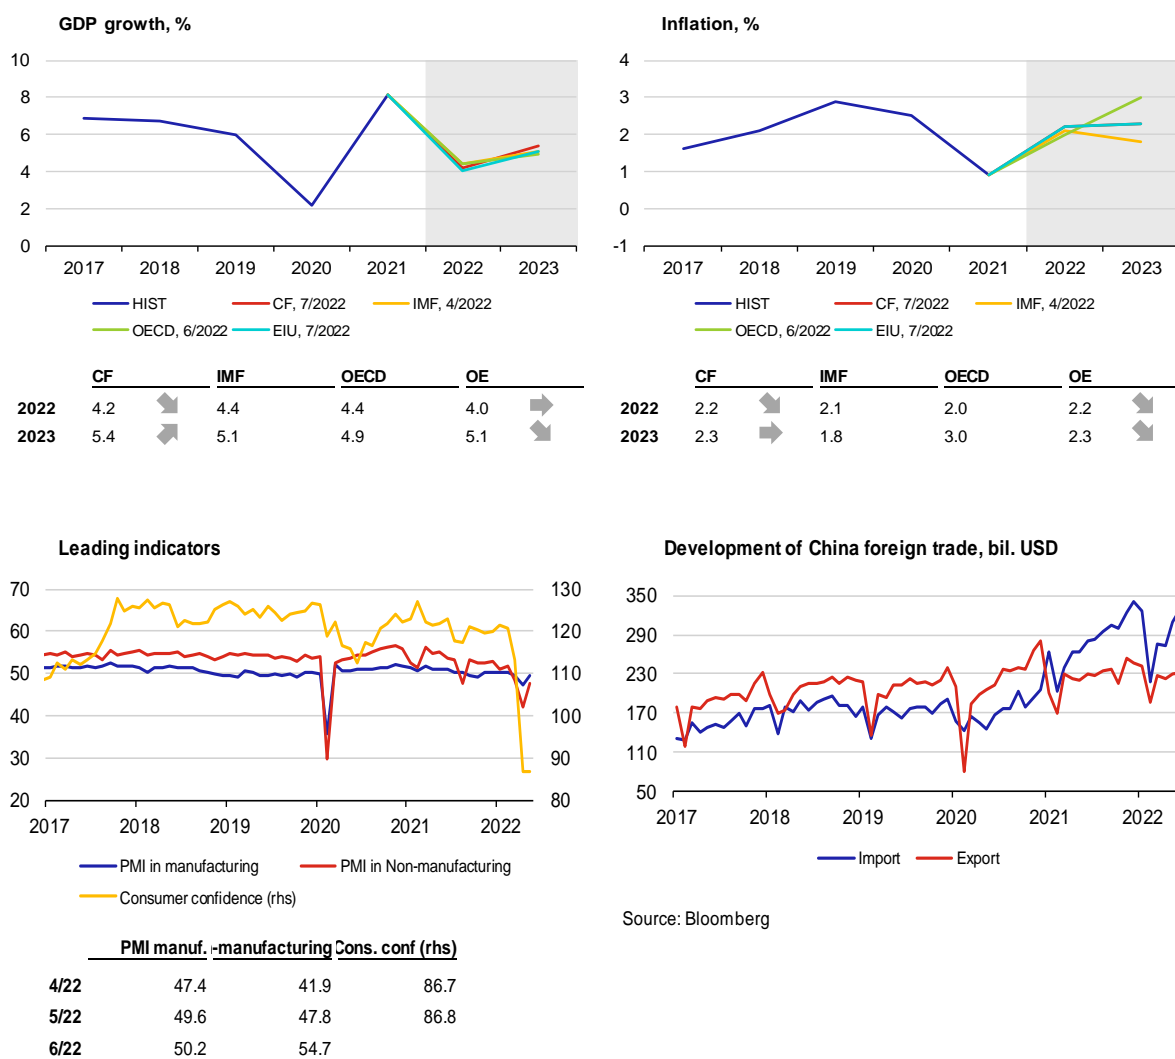 GDP growth, %
10
8
6
4
2
0
2017 2018 2019 2020 2021 2022 2023
HIST CF, 7/2022 IMF, 4/2022
OECD, 6/2022 EIU, 7/2022
CF IMF OECD OE
2022 4.2 4.4 4.4 4.0
2023 5.4 5.1 4.9 5.1
Inflation, %
4
3
2
1
0
-1
2017 2018 2019 2020 2021 2022 2023
HIST CF, 7/2022 IMF, 4/2022
OECD, 6/2022 EIU, 7/2022
CF IMF OECD OE
2022 2.2 2.1 2.0 2.2
2023 2.3 1.8 3.0 2.3
Leading indicators
70 130
60 120
50 110
40 100
30 90
20 80
2017 2018 2019 2020 2021 2022
PMI in manufacturing PMI in Non-manufacturing
Consumer confidence (rhs)
PMI manuf. -manufacturing Cons. conf (rhs)
4/22 47.4 41.9 86.7
5/22 49.6 47.8 86.8
6/22 50.2 54.7
Development of China foreign trade, bil. USD
350
290
230
170
110
50
2017 2018 2019 2020 2021 2022
Import Export
Source: Bloomberg